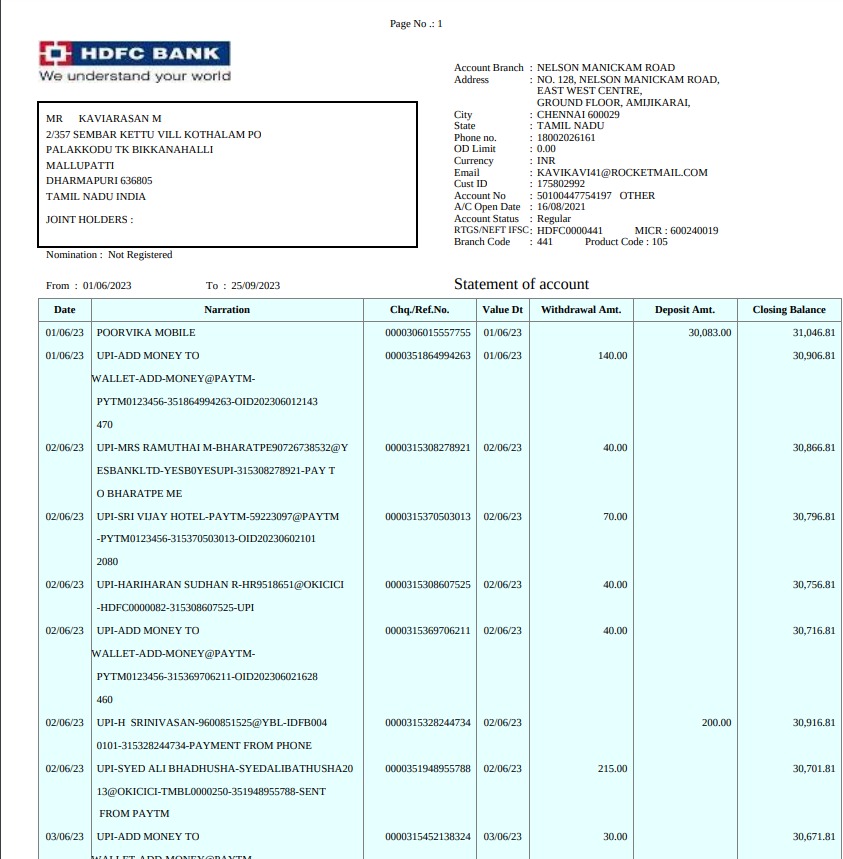 Page No .: 1
HDFC BANK
We understand your world
MR KAVIARASAN M
2/357 SEMBAR KETTU VILL KOTHALAM PO
PALAKKODU TK BIKKANAHALLI
MALLUPATTI
DHARMAPURI 636805
TAMIL NADU INDIA
JOINT HOLDERS :
Nomination : Not Registered
Account Branch : NELSON MANICKAM ROAD
Address : NO. 128, NELSON MANICKAM ROAD,
EAST WEST CENTRE,
GROUND FLOOR, AMIJIKARAI,
City : CHENNAI 600029
State : TAMIL NADU
Phone no. : 18002026161
OD Limit : 0.00
Currency : INR
Email : KAVIKAVI41@ROCKETMAIL.COM
Cust ID : 175802992
Account No : 50100447754197 OTHER
A/C Open Date : 16/08/2021
Account Status : Regular
RTGS/NEFT IFSC: HDFC0000441 MICR : 600240019
Branch Code : 441 Product Code : 105
From : 01/06/2023 To : 25/09/2023 Statement of account
Date Narration Chq./Ref.No. Value Dt Withdrawal Amt. Deposit Amt. Closing Balance
01/06/23 POORVIKA MOBILE 0000306015557755 01/06/23 30,083.00 31,046.81
01/06/23 UPI-ADD MONEY TO 0000351864994263 01/06/23 140.00 30,906.81
WALLET-ADD-MONEY@PAYTM-
PYTM0123456-351864994263-OID202306012143
470
02/06/23 UPI-MRS RAMUTHAI M-BHARATPE90726738532@Y 0000315308278921 02/06/23 40.00 30,866.81
ESBANKLTD-YESB0YESUPI-315308278921-PAY T
O BHARATPE ME
02/06/23 UPI-SRI VIJAY HOTEL-PAYTM-59223097@PAYTM 0000315370503013 02/06/23 70.00 30,796.81
-PYTM0123456-315370503013-OID20230602101
2080
02/06/23 UPI-HARIHARAN SUDHAN R-HR9518651@OKICICI 0000315308607525 02/06/23 40.00 30,756.81
-HDFC0000082-315308607525-UPI
02/06/23 UPI-ADD MONEY TO 0000315369706211 02/06/23 40.00 30,716.81
WALLET-ADD-MONEY@PAYTM-
PYTM0123456-315369706211-OID202306021628
460
02/06/23 UPI-H SRINIVASAN-9600851525@YBL-IDFB004 0000315328244734 02/06/23 200.00 30,916.81
0101-315328244734-PAYMENT FROM PHONE
02/06/23 UPI-SYED ALI BHADHUSHA-SYEDALIBATHUSHA20 0000351948955788 02/06/23 215.00 30,701.81
13@OKICICI-TMBL0000250-351948955788-SENT
FROM PAYTM
03/06/23 UPI-ADD MONEY TO 0000315452138324 03/06/23 30.00 30,671.81
WALLET-ADD-MONEY@PAYTM-